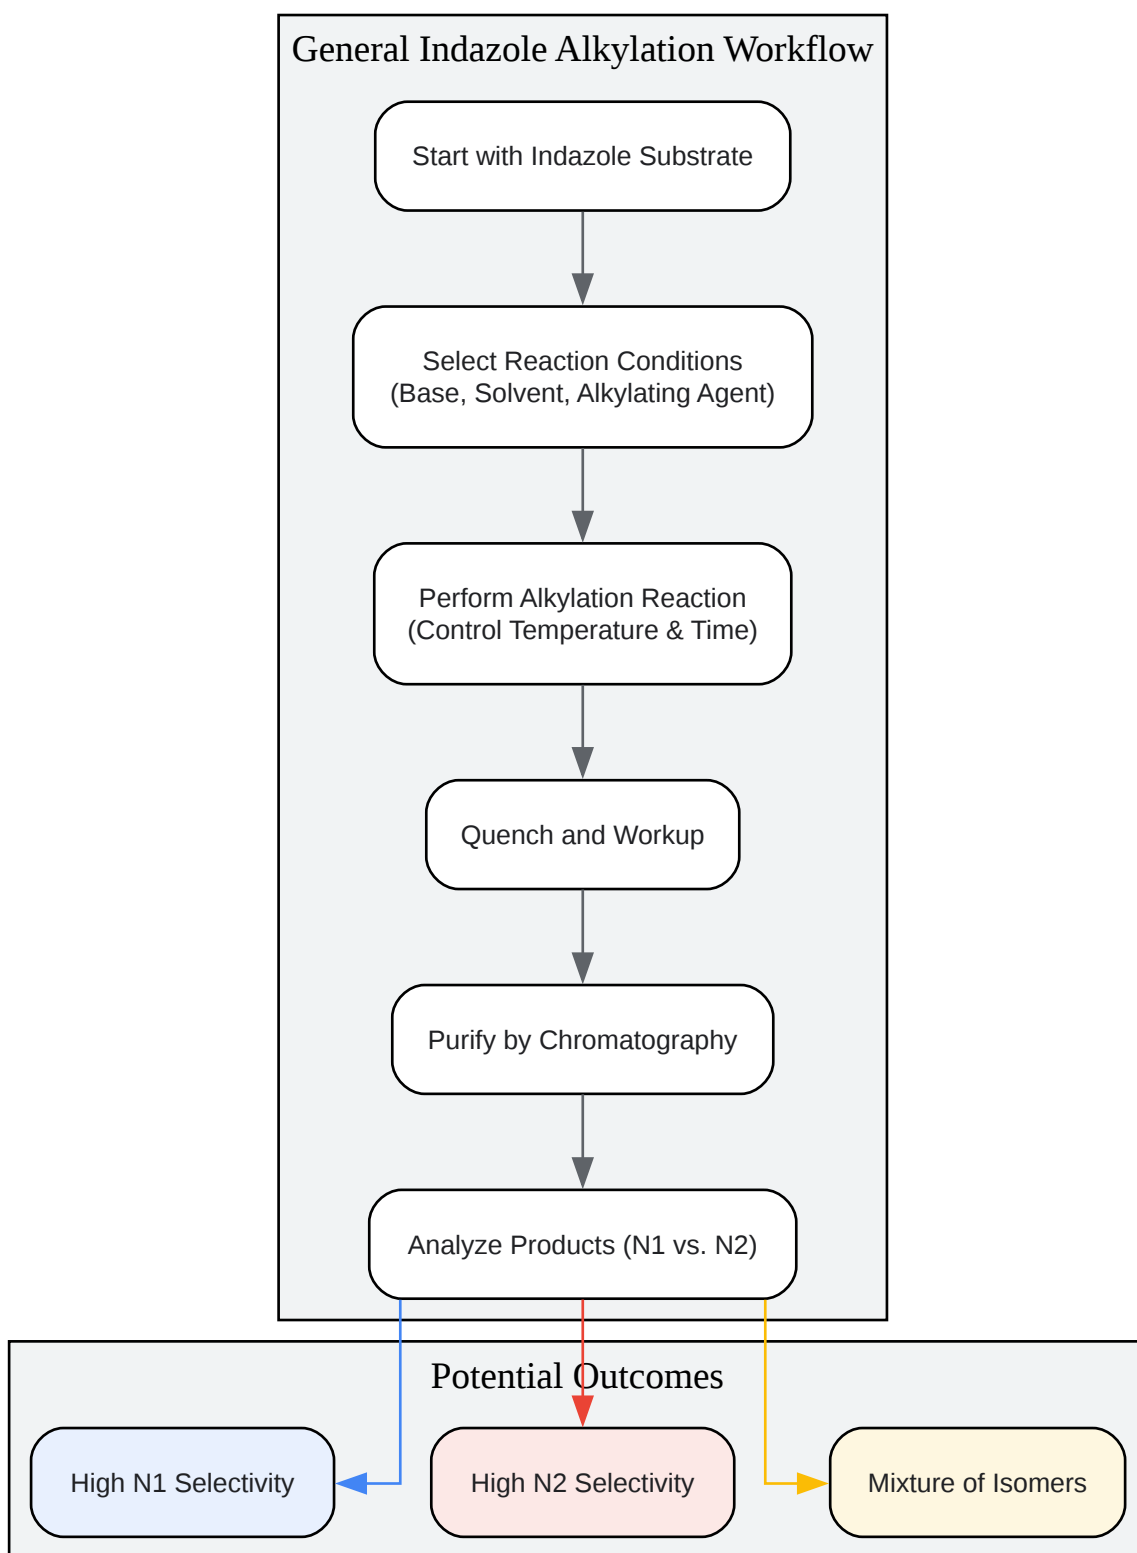 General Indazole Alkylation Workflow
Start with Indazole Substrate
Select Reaction Conditions
(Base, Solvent, Alkylating Agent)
Perform Alkylation Reaction
(Control Temperature & Time)
Quench and Workup
Purify by Chromatography
Analyze Products (N1 vs. N2)
Potential Outcomes
High N1 Selectivity
High N2 Selectivity
Mixture of Isomers